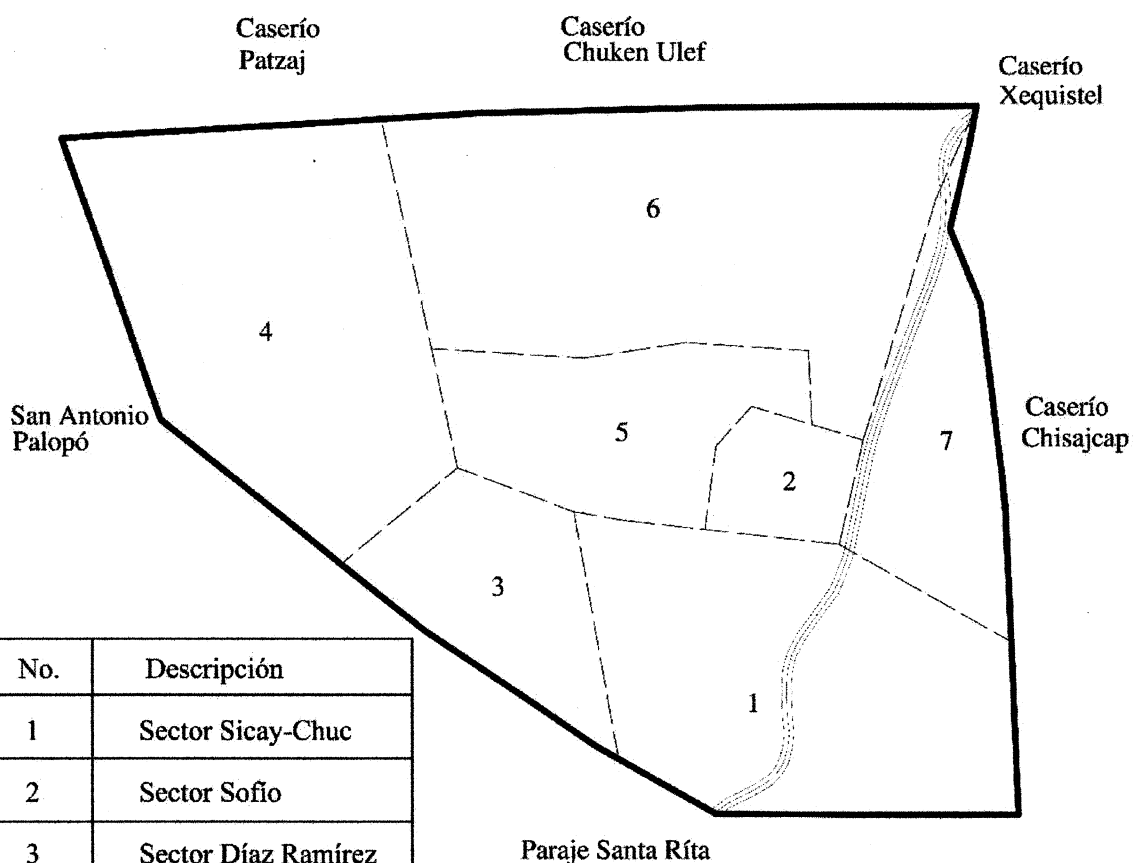 Caserío
Patzaj
Caserío
Chuken Ulef
Caserío
Xequistel
6
4
San Antonio
Palopó
5
Caserío
Chisajcap
7
2
3
1
No. Descripción
1 Sector Sicay-Chuc
2 Sector Sofío
3 Sector Díaz Ramírez
Paraje Santa Ríta